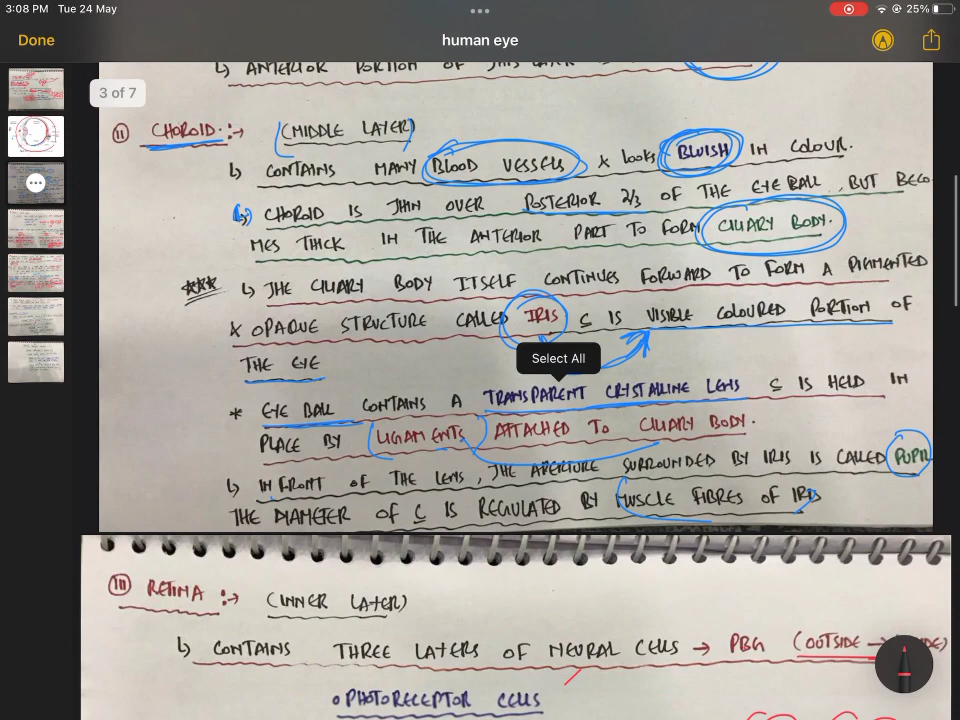 3:08 PM Tue 24 May
25%
Done
human eye
↳ ANTERIOR PORTION OF THIS LAYER
3 of 7
(II) CHOROID :→ (MIDDLE LAYER)
↳ CONTAINS MANY BLOOD VESSELS & looks BLUISH IN COLOUR.
↳ CHOROID IS THIN OVER POSTERIOR 2/3 OF THE EYE BALL, BUT BECO-
MES THICK IN THE ANTERIOR PART TO FORM CILIARY BODY.
*** ↳ THE CILIARY BODY ITSELF CONTINUES FORWARD TO FORM A PIGMENTED
& OPAQUE STRUCTURE CALLED IRIS C IS VISIBLE COLOURED PORTION OF
THE EYE
Select All
* EYE BALL CONTAINS A TRANSPARENT CRYSTALLINE LENS C IS HELD IN
PLACE BY LIGAMENTS ATTACHED TO CILIARY BODY.
↳ IN FRONT OF THE LENS, THE APERTURE SURROUNDED BY IRIS IS CALLED PUPIL
THE DIAMETER OF C IS REGULATED BY MUSCLE FIBRES OF IRIS
(III) RETINA :→ (INNER LAYER)
↳ CONTAINS THREE LAYERS OF NEURAL CELLS → PBG (OUTSIDE →
o PHOTORECEPTOR CELLS